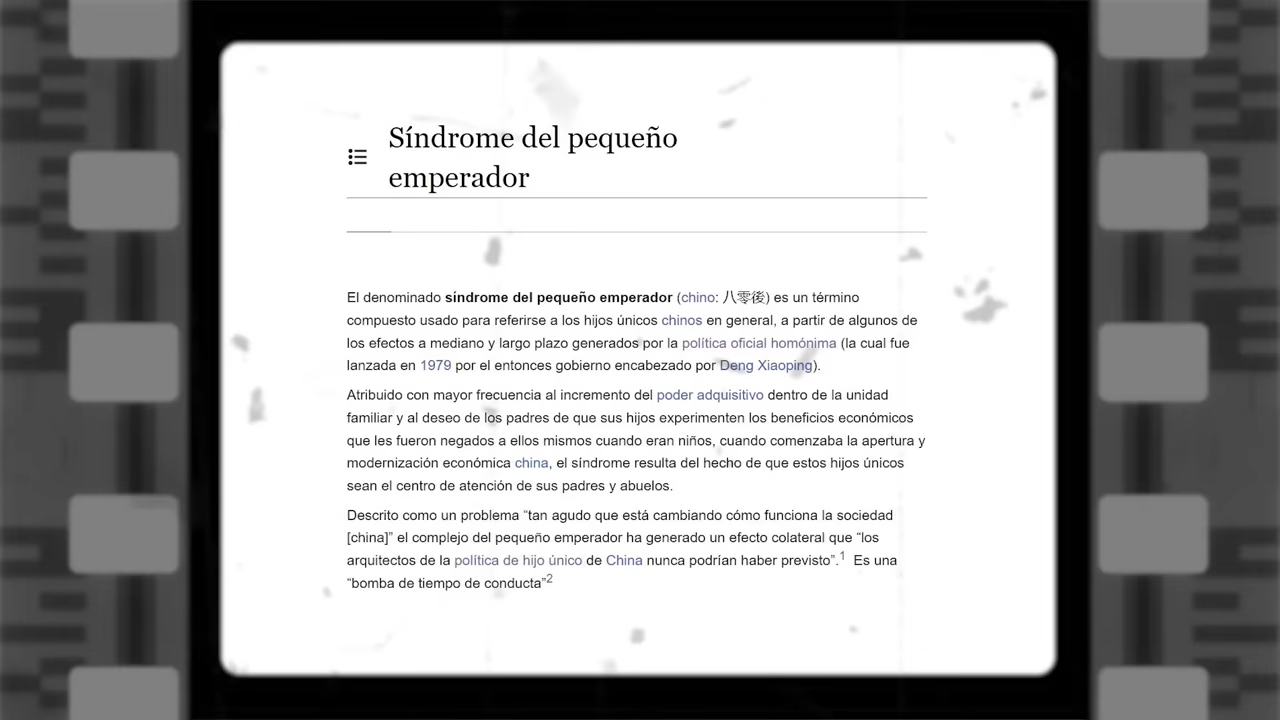 Síndrome del pequeño
emperador
El denominado síndrome del pequeño emperador (chino: 八零後) es un término
compuesto usado para referirse a los hijos únicos chinos en general, a partir de algunos de
los efectos a mediano y largo plazo generados por la política oficial homónima (la cual fue
lanzada en 1979 por el entonces gobierno encabezado por Deng Xiaoping).
Atribuido con mayor frecuencia al incremento del poder adquisitivo dentro de la unidad
familiar y al deseo de los padres de que sus hijos experimenten los beneficios económicos
que les fueron negados a ellos mismos cuando eran niños, cuando comenzaba la apertura y
modernización económica china, el síndrome resulta del hecho de que estos hijos únicos
sean el centro de atención de sus padres y abuelos.
Descrito como un problema “tan agudo que está cambiando cómo funciona la sociedad
[china]” el complejo del pequeño emperador ha generado un efecto colateral que “los
arquitectos de la política de hijo único de China nunca podrían haber previsto”.1 Es una
“bomba de tiempo de conducta”2